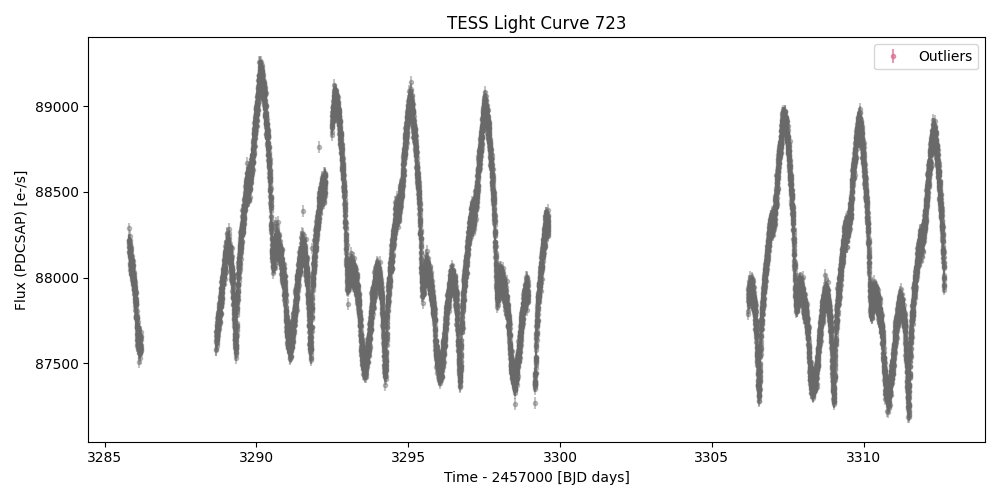 TESS Light Curve 723
Outliers
Flux (PDCSAP) [e-/s]
89000
88500
88000
87500
3285
3290
3295
3300
3305
3310
Time - 2457000 [BJD days]